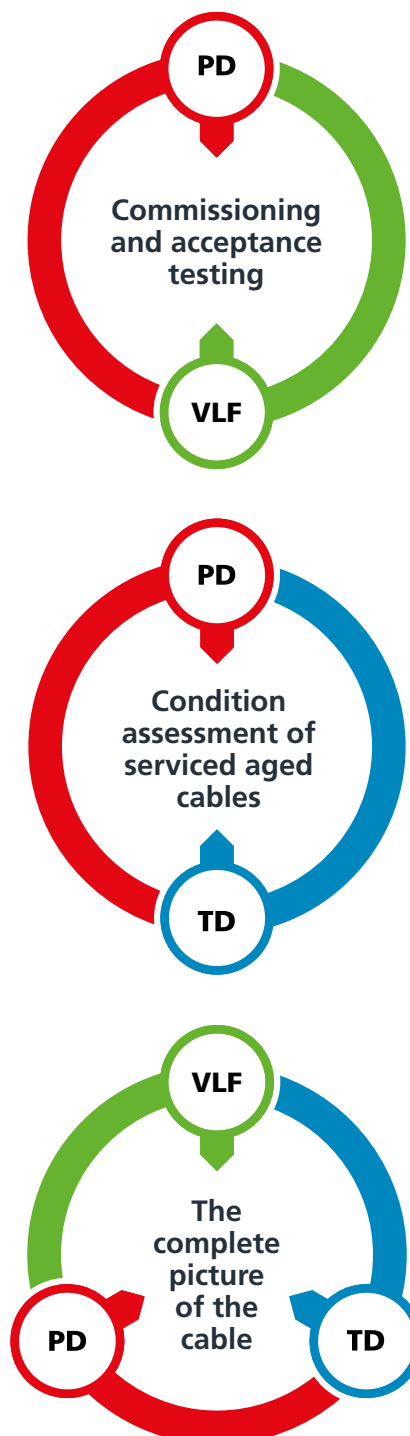 PD
Commissioning
and acceptance
testing
VLF
PD
Condition
assessment of
serviced aged
cables
TD
VLF
The
complete
picture
of the
cable
PD
TD